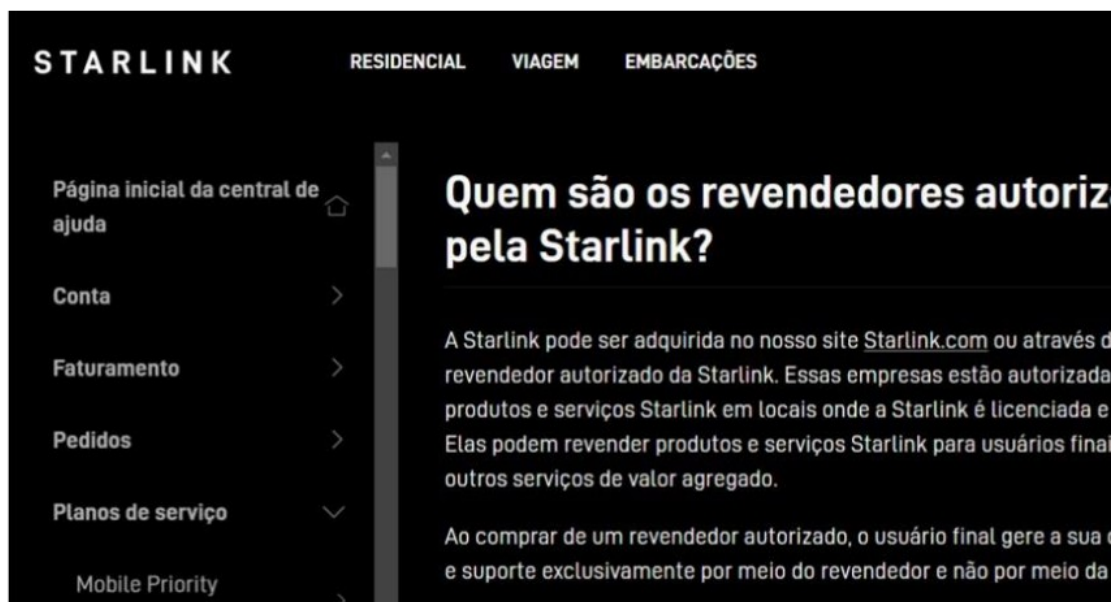 STARLINK
RESIDENCIAL VIAGEM EMBARCAÇÕES
Página inicial da central de
ajuda
Conta
Faturamento
Pedidos
Planos de serviço
Mobile Priority
Quem são os revendedores autoriz
pela Starlink?
A Starlink pode ser adquirida no nosso site Starlink.com ou através d
revendedor autorizado da Starlink. Essas empresas estão autorizada
produtos e serviços Starlink em locais onde a Starlink é licenciada e
Elas podem revender produtos e serviços Starlink para usuários finai
outros serviços de valor agregado.
Ao comprar de um revendedor autorizado, o usuário final gere a sua
e suporte exclusivamente por meio do revendedor e não por meio da